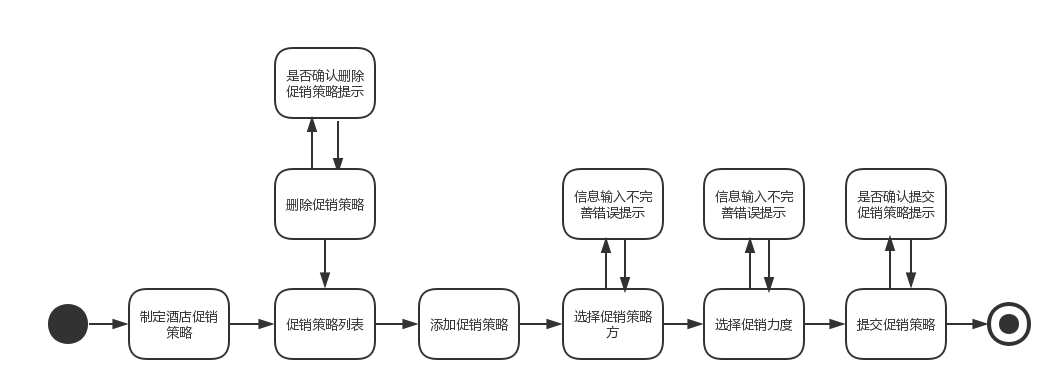 是否确认删除
促销策略提示
删除促销策略
信息输入不完
善错误提示
信息输入不完
善错误提示
是否确认提交
促销策略提示
制定酒店促销
策略
促销策略列表
添加促销策略
选择促销策略
方
选择促销力度
提交促销策略